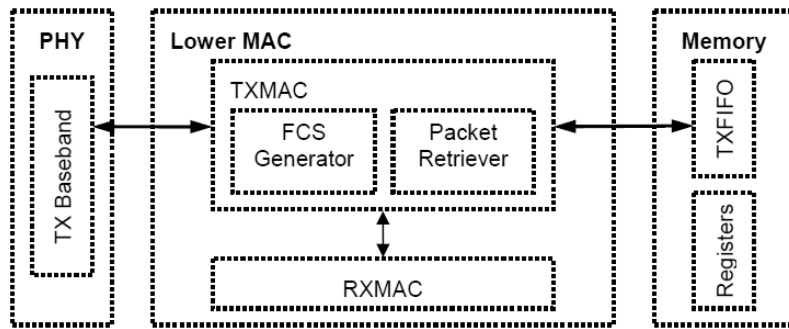 PHY
TX Baseband
Lower MAC
TXMAC
FCS
Generator
Packet
Retriever
RXMAC
Memory
TXFIFO
Registers